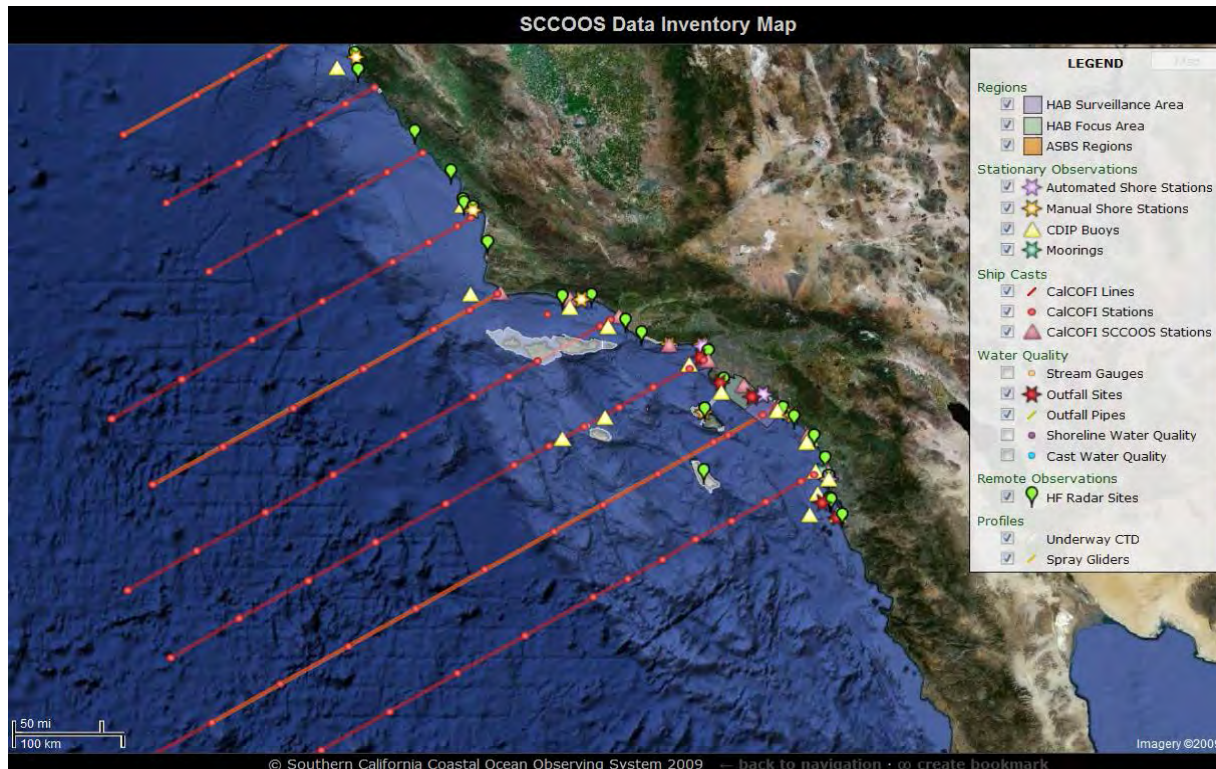 SCCOOS Data Inventory Map
LEGEND
Map
Regions
HAB Surveillance Area
HAB Focus Area
ASBS Regions
Stationary Observations
Automated Shore Stations
Manual Shore Stations
CDIP Buoys
Moorings
Ship Casts
CalCOFI Lines
CalCOFI Stations
CalCOFI SCCOOS Stations
Water Quality
Stream Gauges
Outfall Sites
Outfall Pipes
Shoreline Water Quality
Cast Water Quality
Remote Observations
HF Radar Sites
Profiles
Underway CTD
Spray Gliders
50 mi
100 km
Imagery ©2009
© Southern California Coastal Ocean Observing System 2009 ← back to navigation · ∞ create bookmark